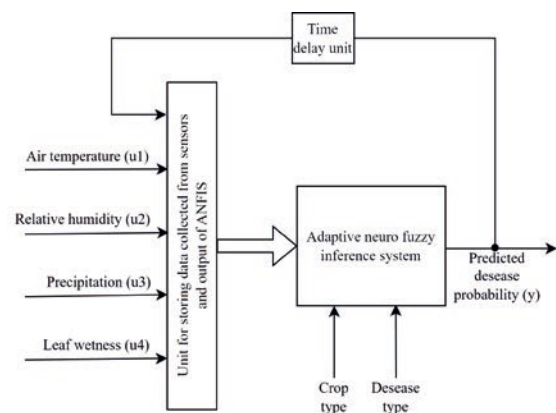 Time
delay unit
Air temperature (u1)
Relative humidity (u2)
Precipitation (u3)
Leaf wetness (u4)
Unit for storing data collected from sensors
and output of ANFIS
Adaptive neuro fuzzy
inference system
Predicted
desease
probability (y)
Crop
type
Desease
type